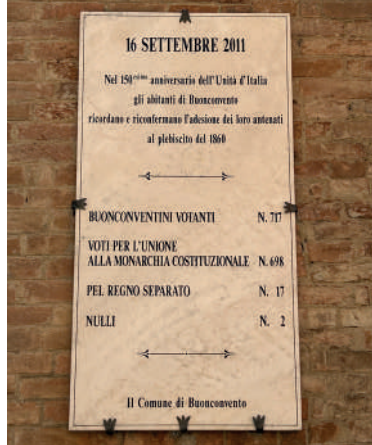 16 SETTEMBRE 2011
Nel 150esimo anniversario dell'Unità d'Italia
gli abitanti di Buonconvento
ricordano e riconfermano l'adesione dei loro antenati
al plebiscito del 1860
BUONCONVENTINI VOTANTI N. 717
VOTI PER L'UNIONE
ALLA MONARCHIA COSTITUZIONALE N. 698
PEL REGNO SEPARATO N. 17
NULLI N. 2
Il Comune di Buonconvento